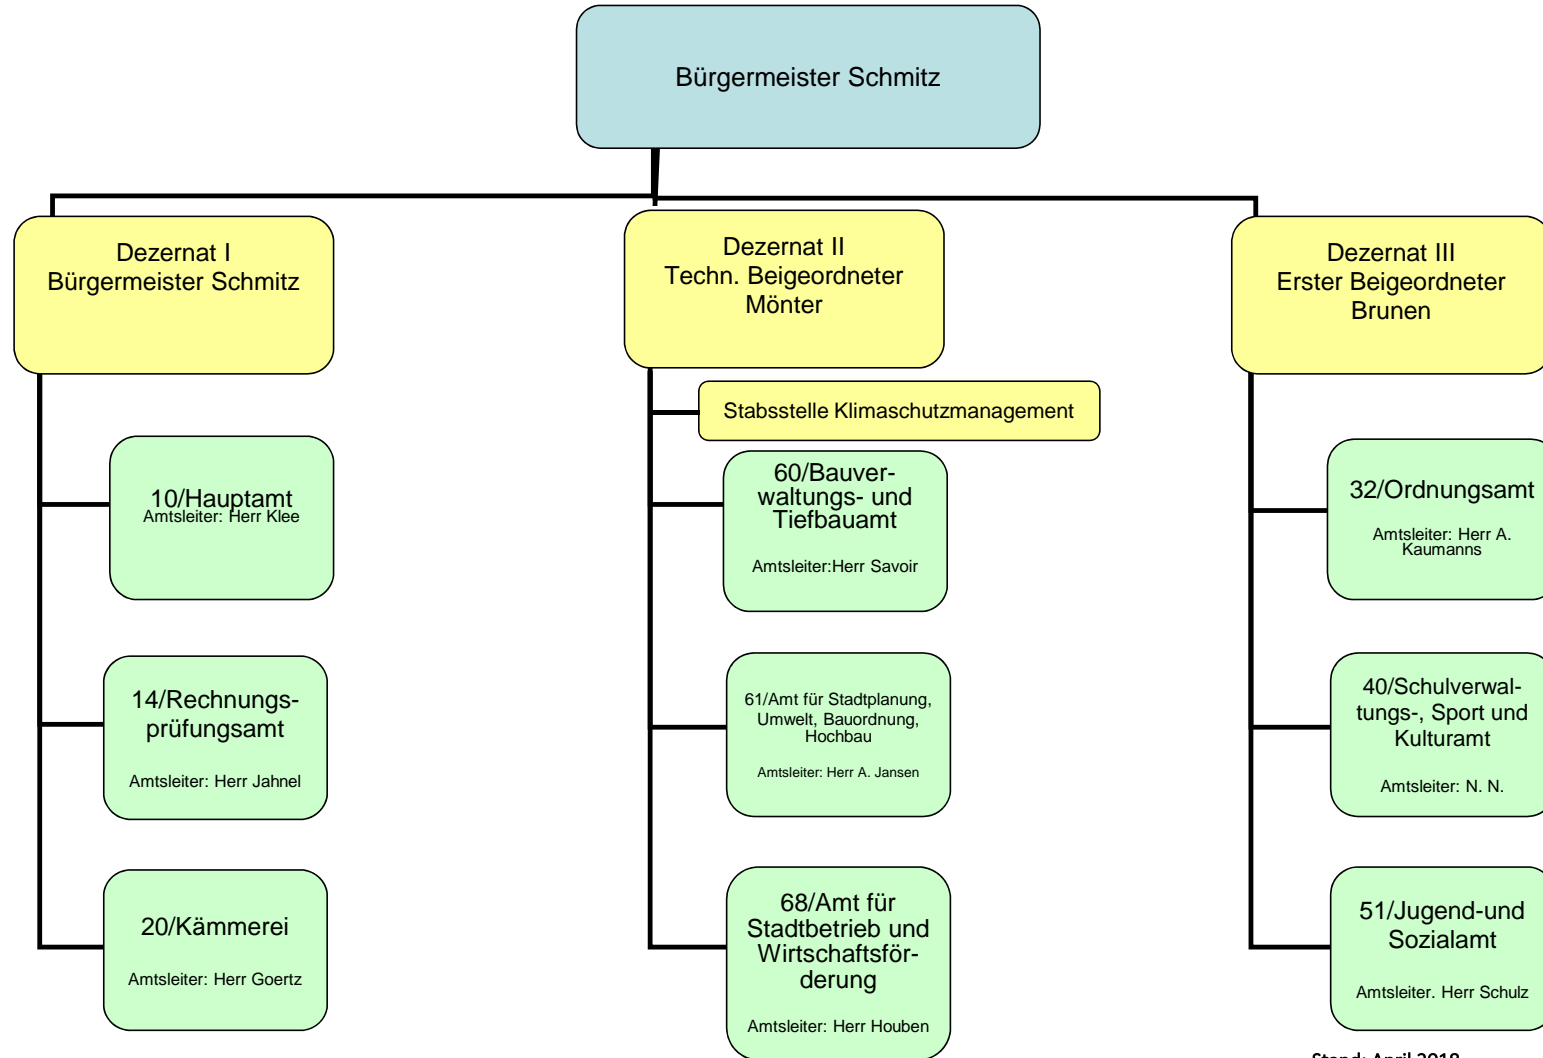 Bürgermeister Schmitz
Dezernat I
Bürgermeister Schmitz
Dezernat II
Techn. Beigeordneter
Mönter
Dezernat III
Erster Beigeordneter
Brunen
Stabsstelle Klimaschutzmanagement
10/Hauptamt
Amtsleiter: Herr Klee
60/Bauver-
waltungs- und
Tiefbauamt
Amtsleiter:Herr Savoir
32/Ordnungsamt
Amtsleiter: Herr A.
Kaumanns
14/Rechnungs-
prüfungsamt
Amtsleiter: Herr Jahnel
61/Amt für Stadtplanung,
Umwelt, Bauordnung,
Hochbau
Amtsleiter: Herr A. Jansen
40/Schulverwal-
tungs-, Sport und
Kulturamt
Amtsleiter: N. N.
20/Kämmerei
Amtsleiter: Herr Goertz
68/Amt für
Stadtbetrieb und
Wirtschaftsför-
derung
Amtsleiter: Herr Houben
51/Jugend-und
Sozialamt
Amtsleiter. Herr Schulz
Stand: April 2018